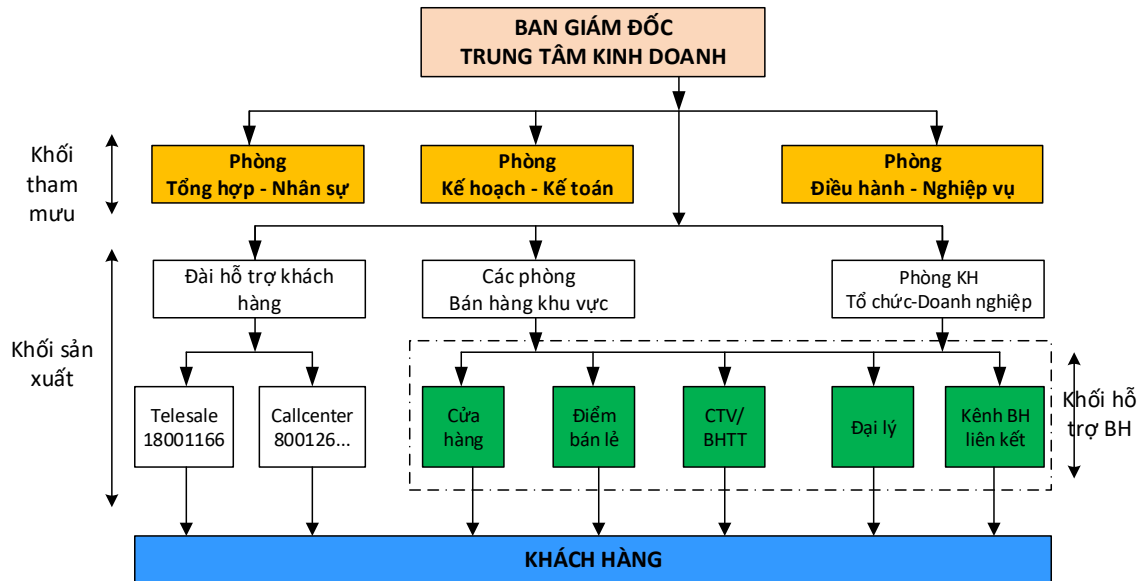 BAN GIÁM ĐỐC
TRUNG TÂM KINH DOANH
Khối
tham
mưu
Phòng
Tổng hợp - Nhân sự
Phòng
Kế hoạch - Kế toán
Phòng
Điều hành - Nghiệp vụ
Khối sản
xuất
Đài hỗ trợ khách
hàng
Các phòng
Bán hàng khu vực
Phòng KH
Tổ chức-Doanh nghiệp
Telesale
18001166
Callcenter
800126...
Cửa
hàng
Điểm
bán lẻ
CTV/
BHTT
Đại lý
Kênh BH
liên kết
Khối hỗ
trợ BH
KHÁCH HÀNG